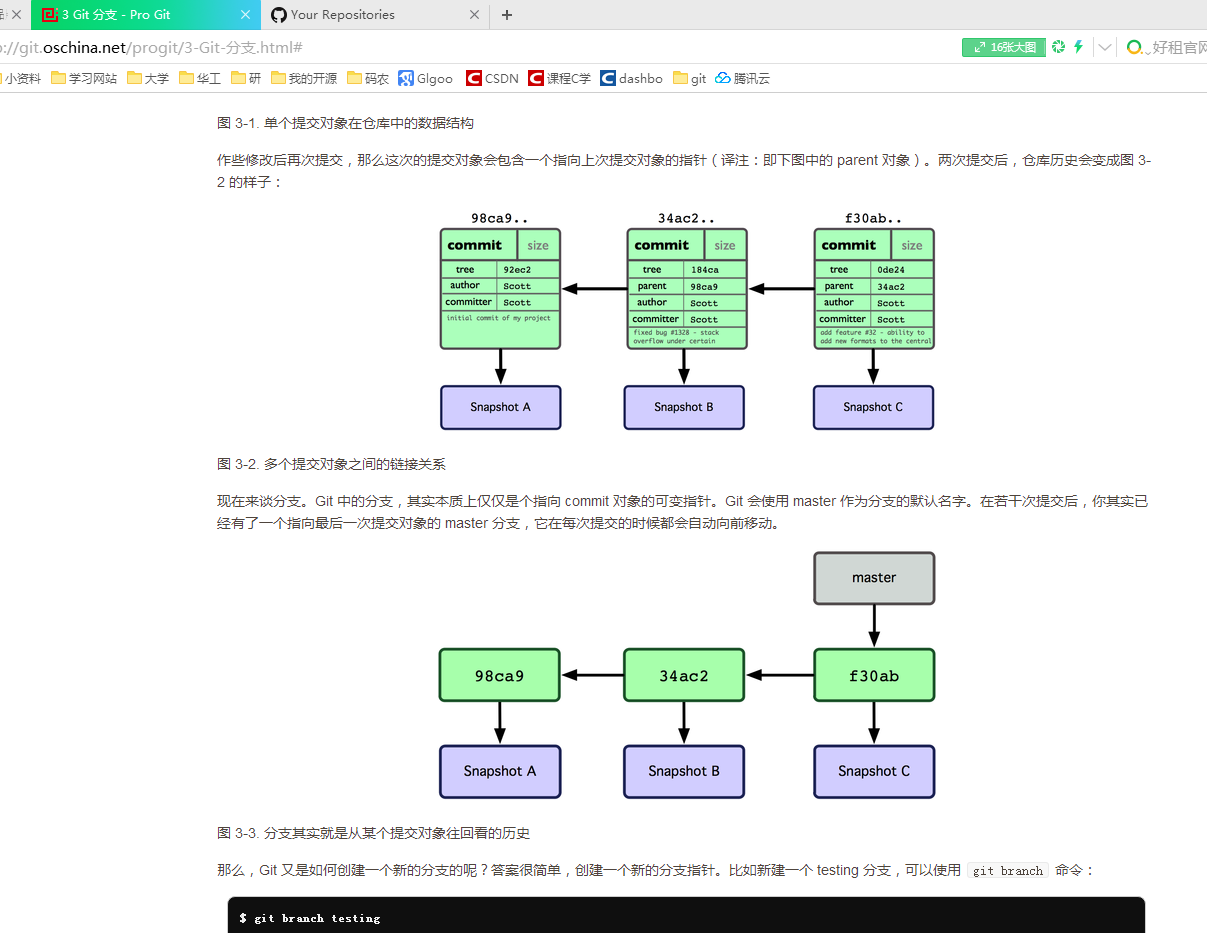 3 Git 分支 - Pro Git
Your Repositories
://git.oschina.net/progit/3-Git-分支.html#
16张大图
好租官网
小资料 学习网站 大学 华工 研 我的开源 码农 Glgoo CSDN 课程C学 dashbo git 腾讯云
图 3-1. 单个提交对象在仓库中的数据结构
作些修改后再次提交，那么这次的提交对象会包含一个指向上次提交对象的指针（译注：即下图中的 parent 对象）。两次提交后，仓库历史会变成图 3-
2 的样子：
98ca9.. 34ac2.. f30ab..
commit size commit size commit size
tree 92ec2 tree 184ca tree 0de24
author Scott parent 98ca9 parent 34ac2
committer Scott author Scott author Scott
initial commit of my project committer Scott committer Scott
fixed bug #1328 - stack add feature #32 - ability to
overflow under certain add new formats to the central
Snapshot A Snapshot B Snapshot C
图 3-2. 多个提交对象之间的链接关系
现在来谈分支。Git 中的分支，其实本质上仅仅是个指向 commit 对象的可变指针。Git 会使用 master 作为分支的默认名字。在若干次提交后，你其实已
经有了一个指向最后一次提交对象的 master 分支，它在每次提交的时候都会自动向前移动。
master
98ca9 34ac2 f30ab
Snapshot A Snapshot B Snapshot C
图 3-3. 分支其实就是从某个提交对象往回看的历史
那么，Git 又是如何创建一个新的分支的呢？答案很简单，创建一个新的分支指针。比如新建一个 testing 分支，可以使用 git branch 命令：
$ git branch testing